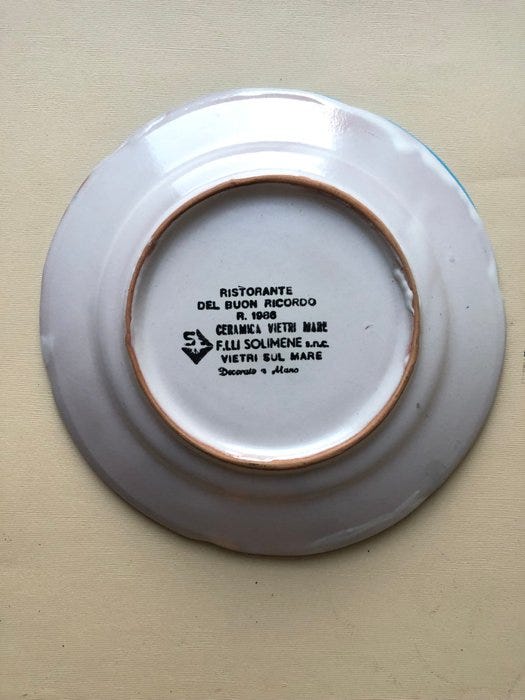 RISTORANTE
DEL BUON RICORDO
R. 1986
CERAMICA VIETRI MARE
F.LLI SOLIMENE s.n.c.
VIETRI SUL MARE
Decorato a Mano